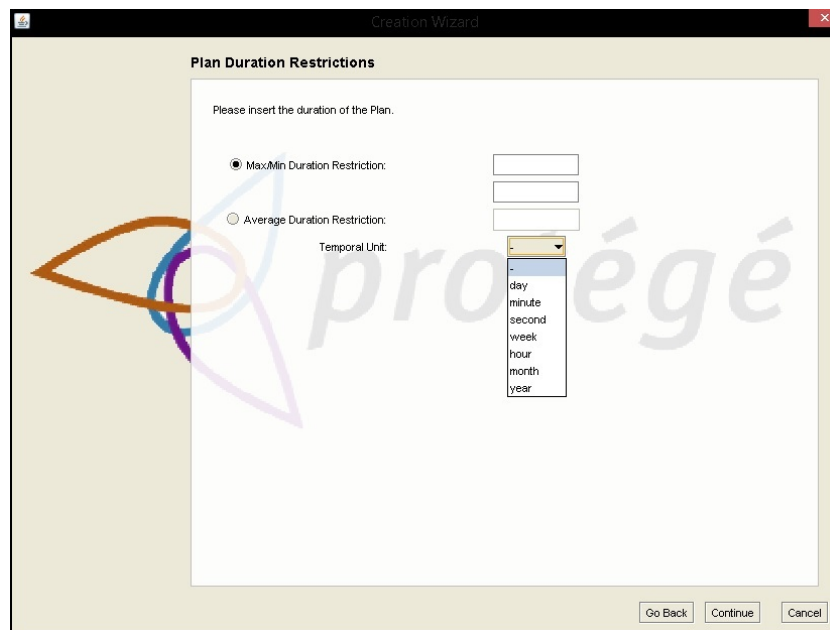 Creation Wizard
Plan Duration Restrictions
Please insert the duration of the Plan.
Max/Min Duration Restriction:
Average Duration Restriction:
Temporal Unit: -
-
day
minute
second
week
hour
month
year
protégé
Go Back Continue Cancel